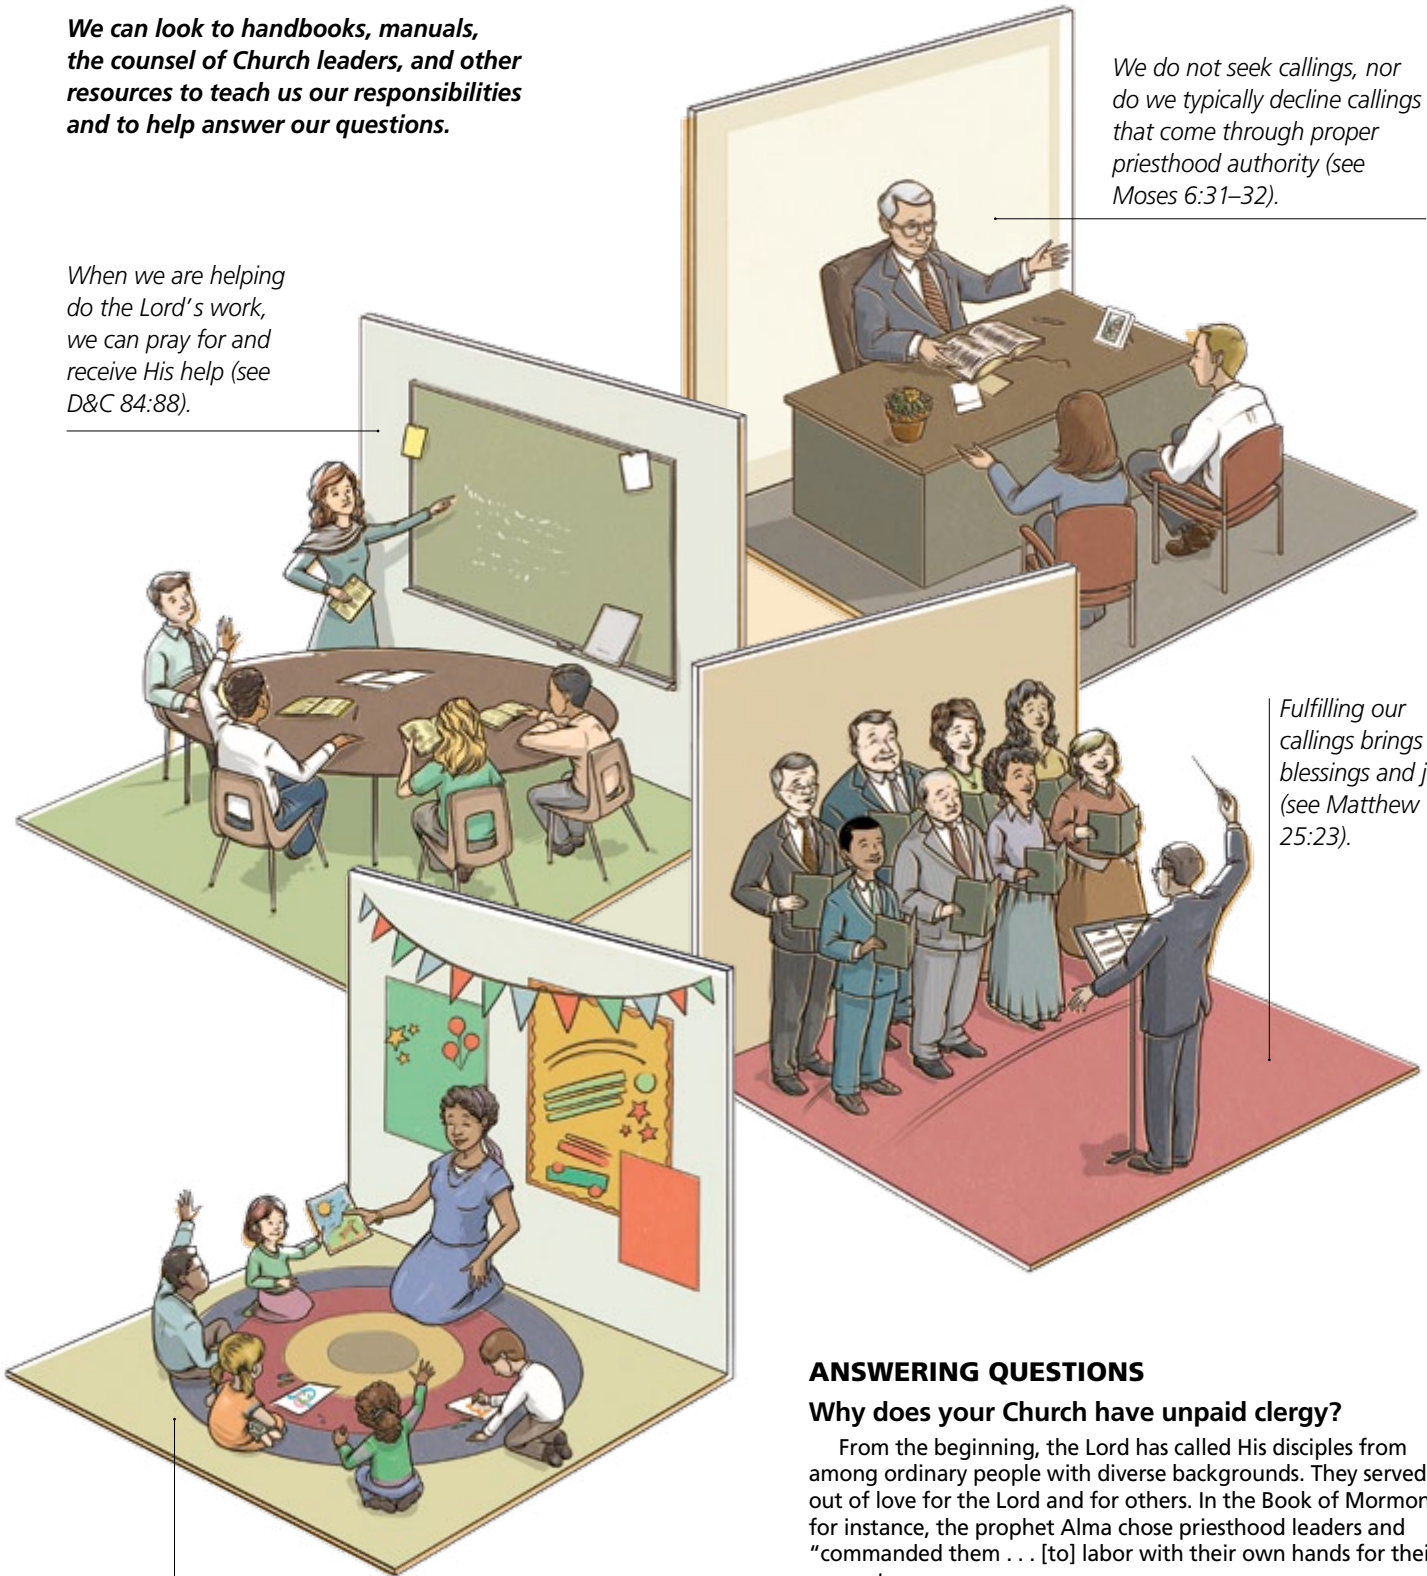 We can look to handbooks, manuals,
the counsel of Church leaders, and other
resources to teach us our responsibilities
and to help answer our questions.
We do not seek callings, nor
do we typically decline callings
that come through proper
priesthood authority (see
Moses 6:31–32).
When we are helping
do the Lord's work,
we can pray for and
receive His help (see
D&C 84:88).
Fulfilling our
callings brings
blessings and
(see Matthew
25:23).
ANSWERING QUESTIONS
Why does your Church have unpaid clergy?
From the beginning, the Lord has called His disciples from
among ordinary people with diverse backgrounds. They served
out of love for the Lord and for others. In the Book of Mormon
for instance, the prophet Alma chose priesthood leaders and
“commanded them . . . [to] labor with their own hands for